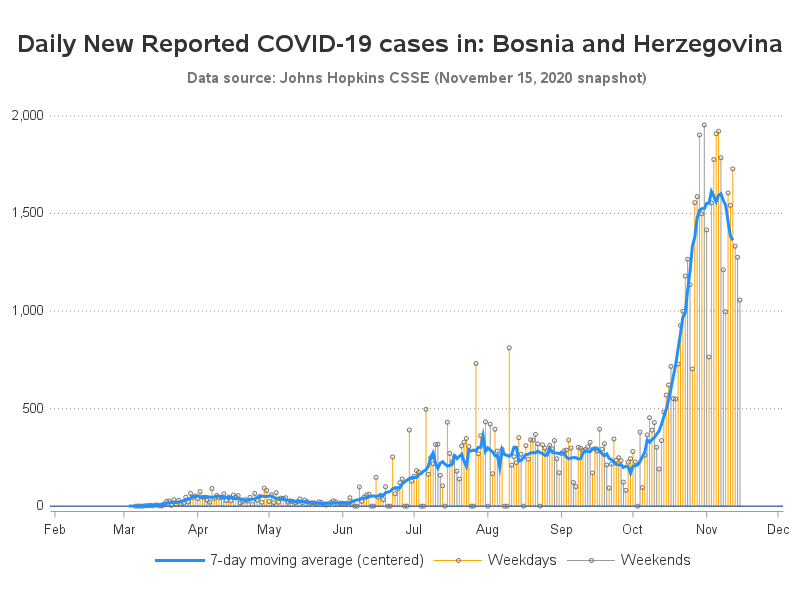 Daily New Reported COVID-19 cases in: Bosnia and Herzegovina
Data source: Johns Hopkins CSSE (November 15, 2020 snapshot)
2,000
1,500
1,000
500
0
Feb Mar Apr May Jun Jul Aug Sep Oct Nov Dec
7-day moving average (centered) Weekdays Weekends